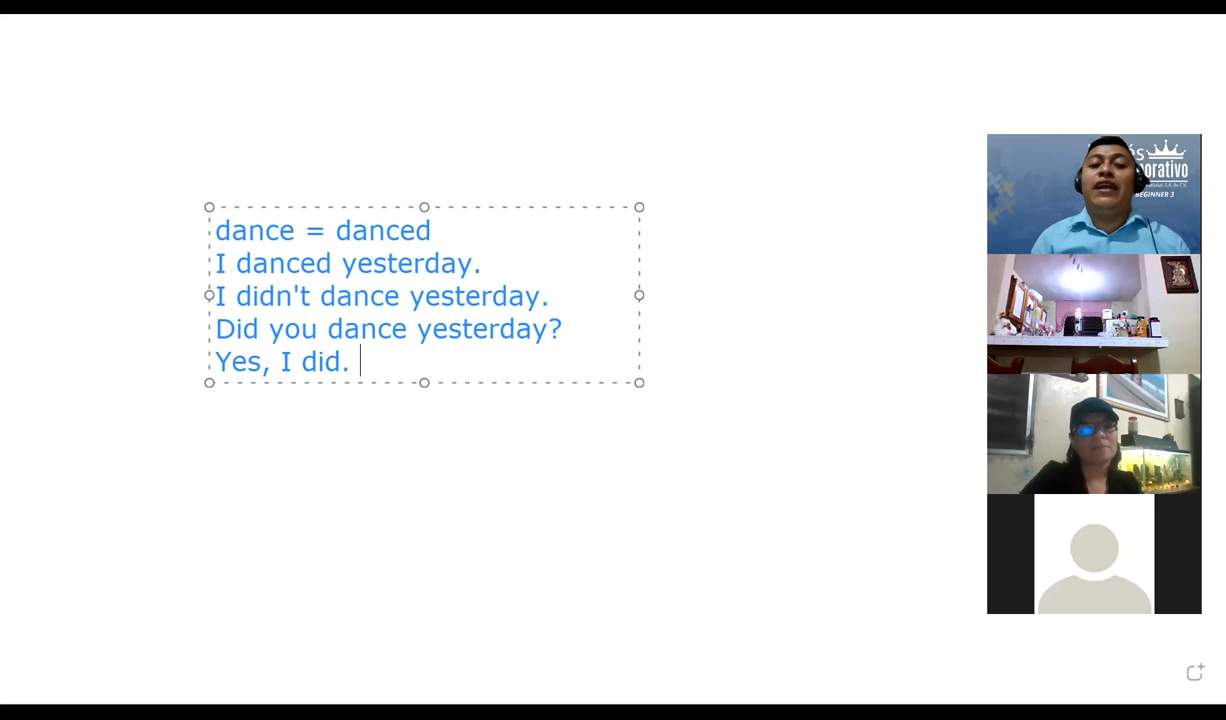 dance = danced
I danced yesterday.
I didn't dance yesterday.
Did you dance yesterday?
Yes, I did.
BEGINNER 3